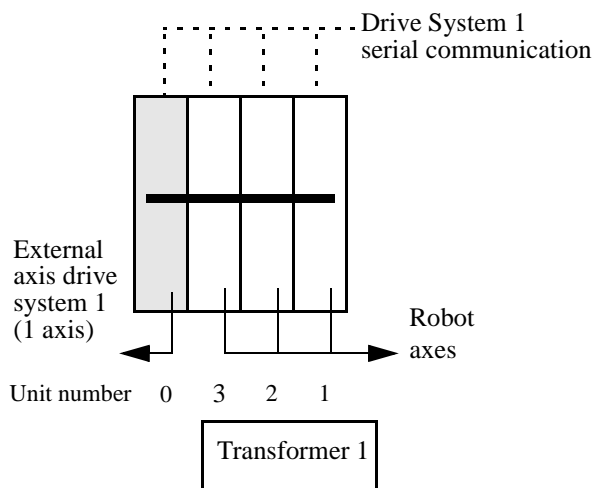 Drive System 1
serial communication
External
axis drive
system 1
(1 axis)
Robot
axes
Unit number 0 3 2 1
Transformer 1